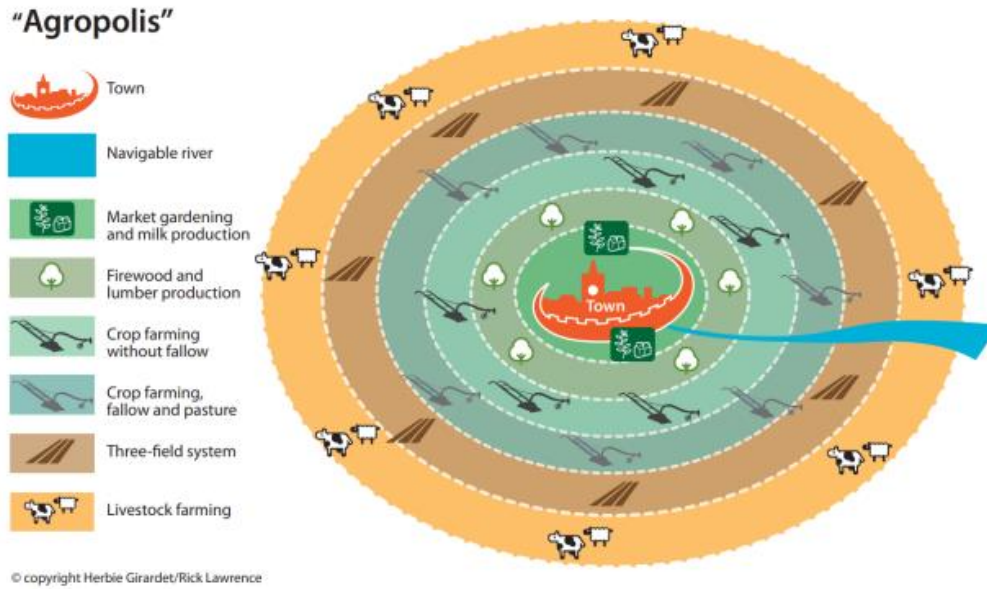 "Agropolis"
Town
Navigable river
Market gardening
and milk production
Firewood and
lumber production
Crop farming
without fallow
Crop farming,
fallow and pasture
Three-field system
Livestock farming
Town
© copyright Herbie Girardet/Rick Lawrence